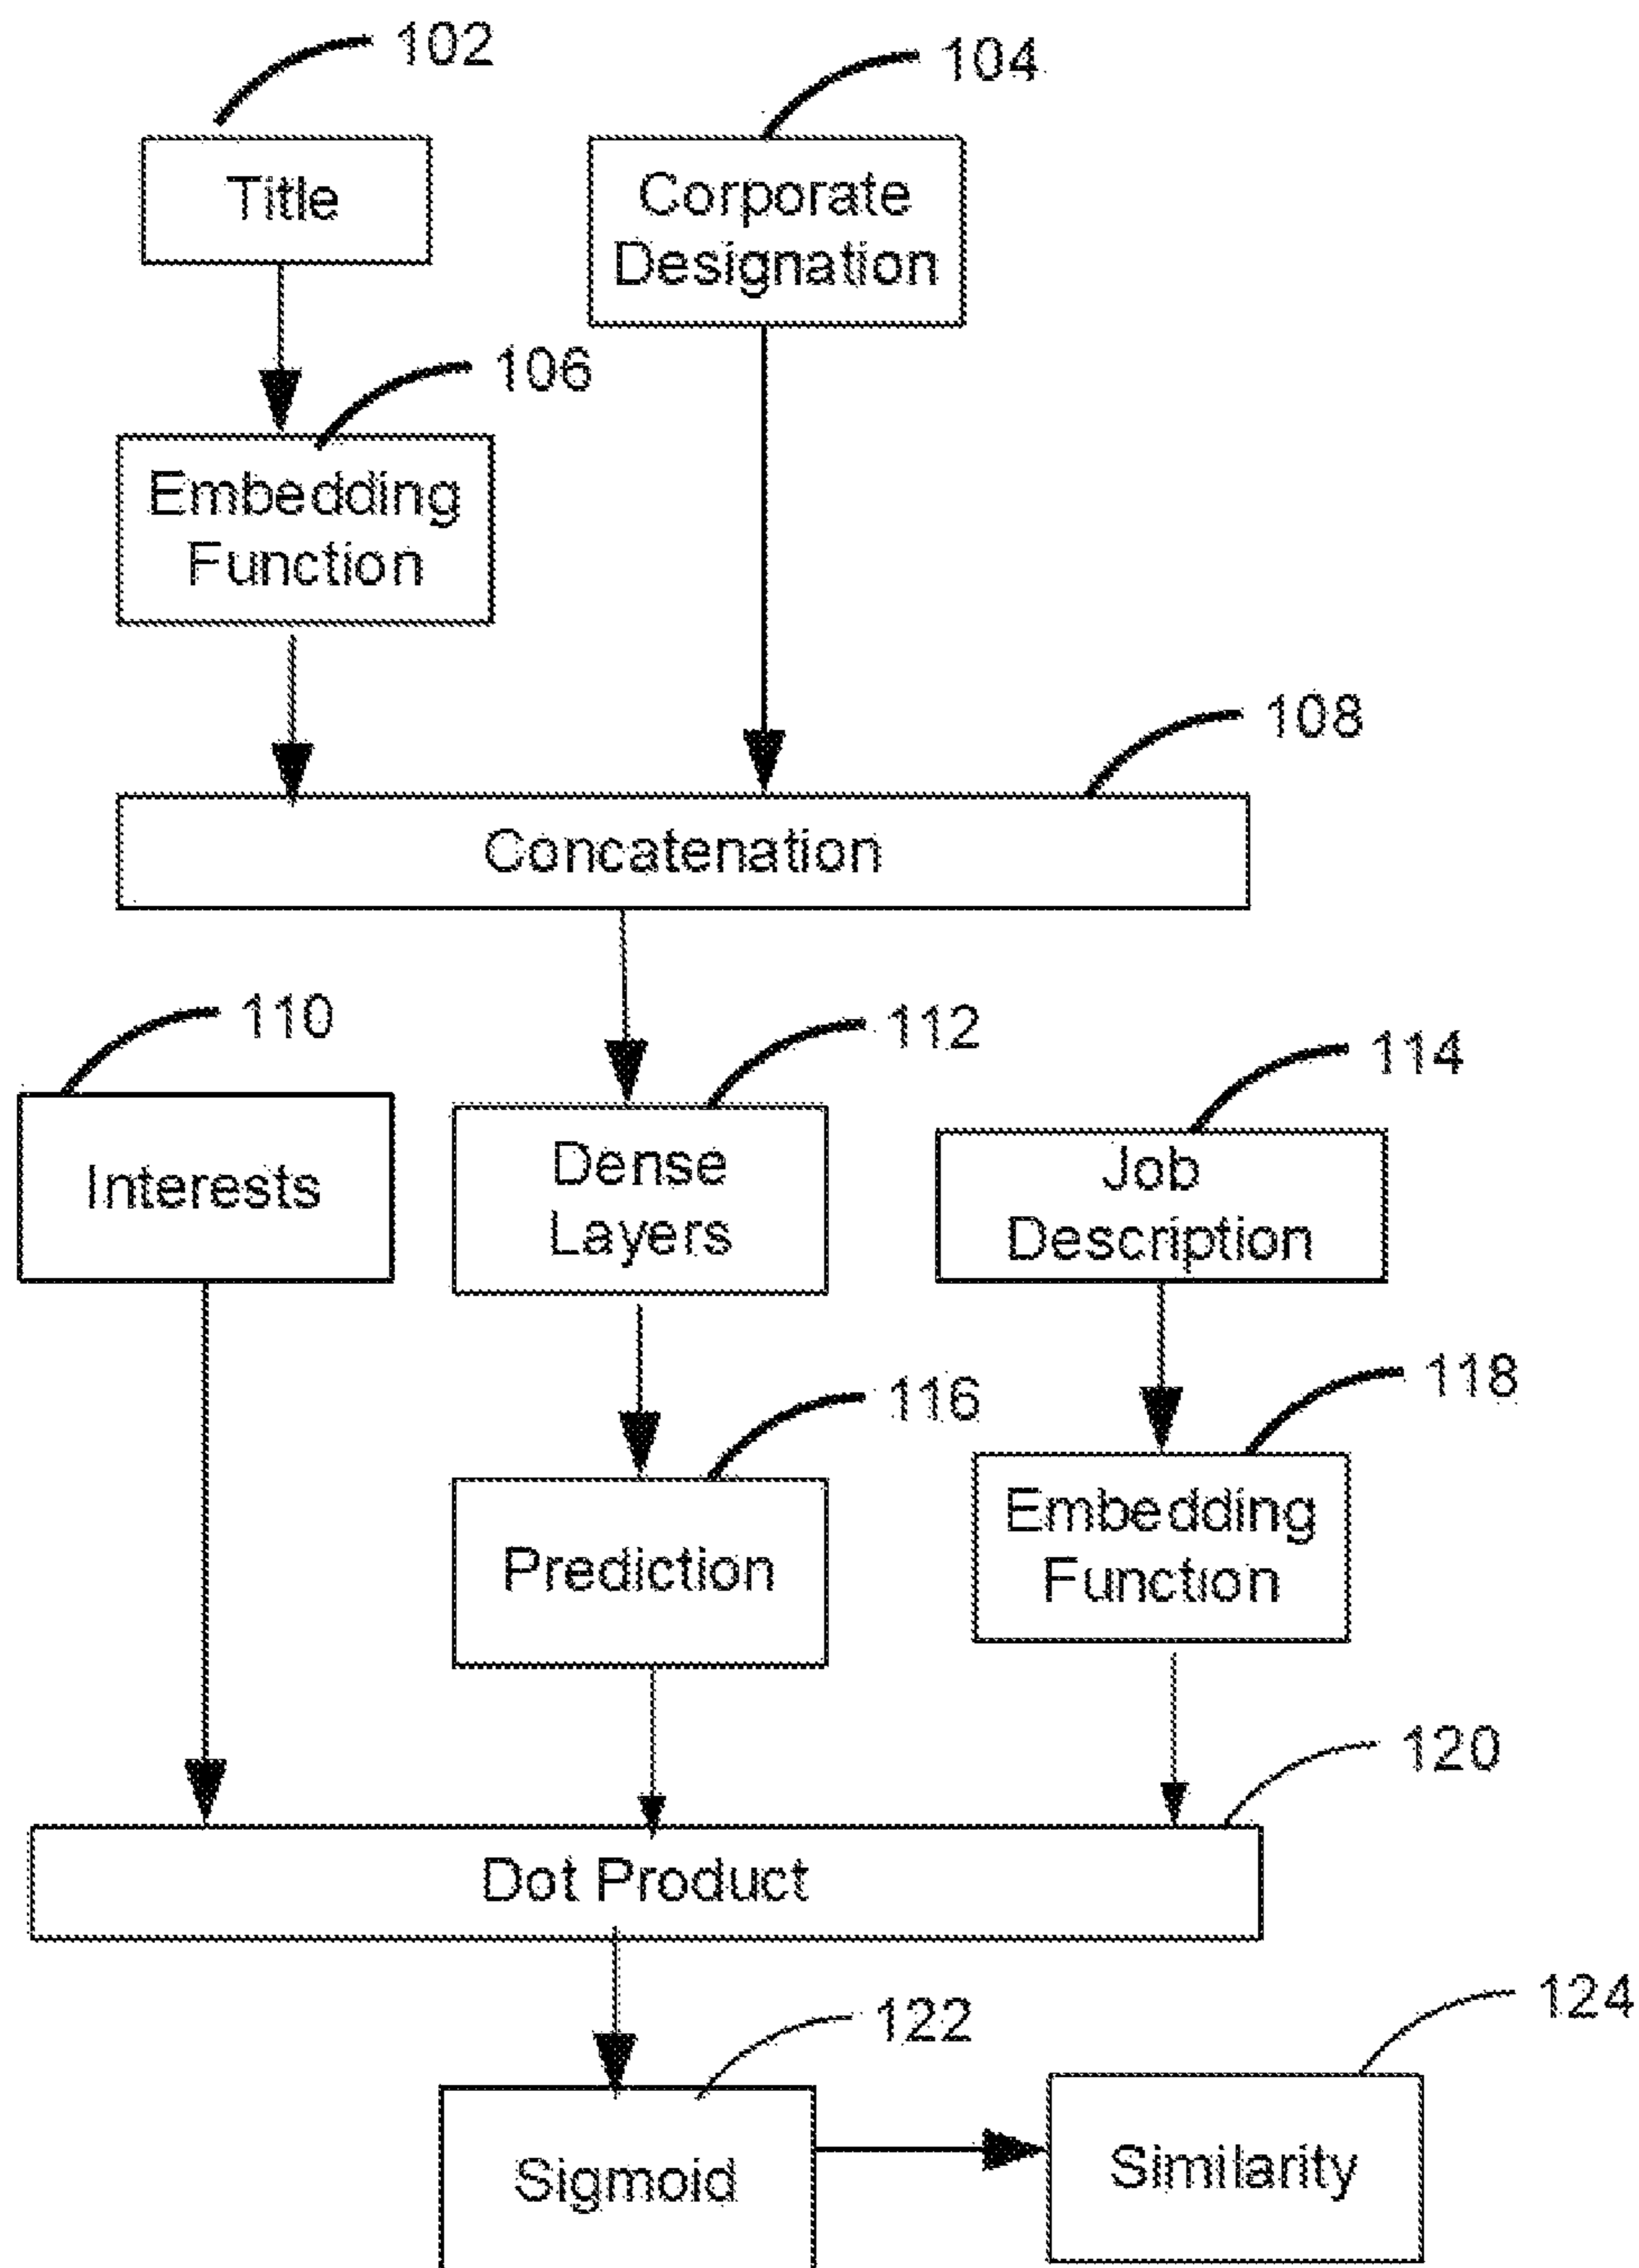 102
104
Title
Corporate
Designation
106
Embedding
Function
108
Concatenation
110
112
114
Interests
Dense
Layers
Job
Description
116
118
Prediction
Embedding
Function
120
Dot Product
122
124
Sigmoid
Similarity